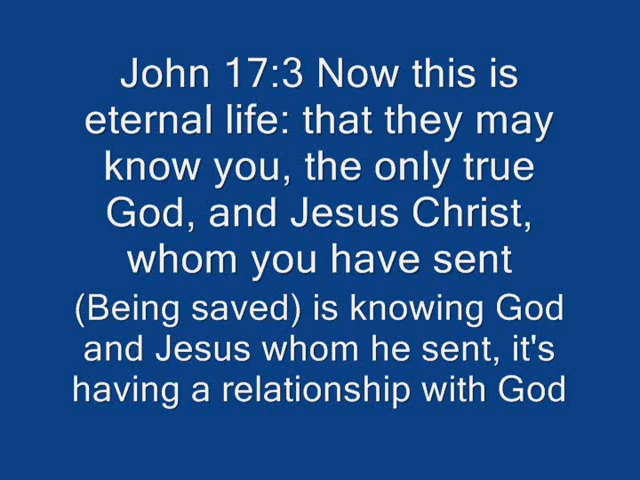 John 17:3 Now this is
eternal life: that they may
know you, the only true
God, and Jesus Christ,
whom you have sent
(Being saved) is knowing God
and Jesus whom he sent, it's
having a relationship with God